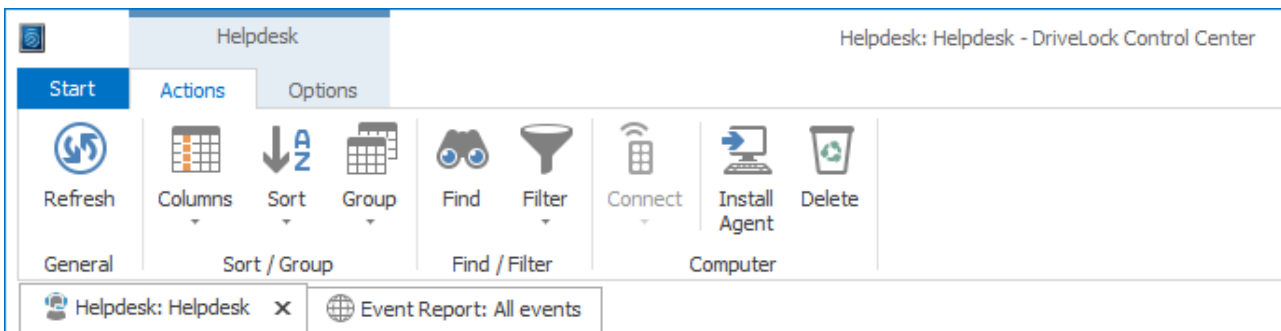 Helpdesk
Helpdesk: Helpdesk - DriveLock Control Center
Start
Actions
Options
Refresh
Columns
Sort
Group
Find
Filter
Connect
Install
Agent
Delete
General
Sort / Group
Find / Filter
Computer
Helpdesk: Helpdesk
Event Report: All events